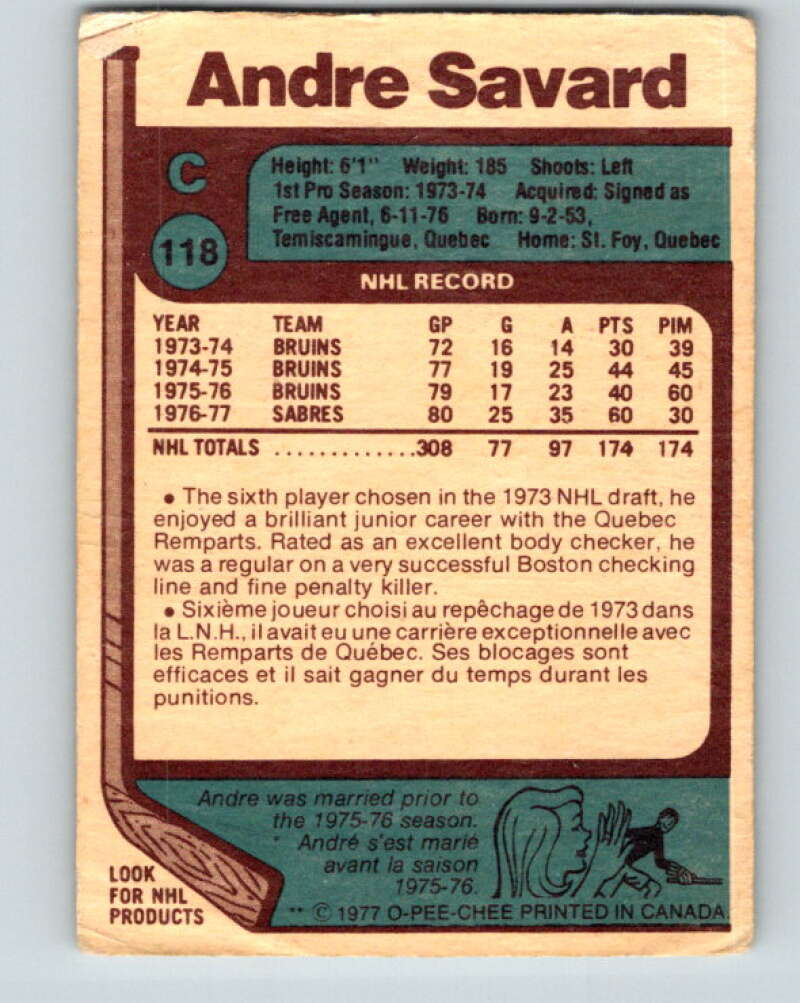 Andre Savard
C
118
Height: 6'1" Weight: 185 Shoots: Left
1st Pro Season: 1973-74 Acquired: Signed as
Free Agent, 6-11-76 Born: 9-2-53,
Temiscamingue, Quebec Home: St. Foy, Quebec
NHL RECORD
YEAR TEAM GP G A PTS PIM
1973-74 BRUINS 72 16 14 30 39
1974-75 BRUINS 77 19 25 44 45
1975-76 BRUINS 79 17 23 40 60
1976-77 SABRES 80 25 35 60 30
NHL TOTALS .............308 77 97 174 174
• The sixth player chosen in the 1973 NHL draft, he
enjoyed a brilliant junior career with the Quebec
Remparts. Rated as an excellent body checker, he
was a regular on a very successful Boston checking
line and fine penalty killer.
• Sixième joueur choisi au repêchage de 1973 dans
la L.N.H., il avait eu une carrière exceptionnelle avec
les Remparts de Québec. Ses blocages sont
efficaces et il sait gagner du temps durant les
punitions.
Andre was married prior to
the 1975-76 season.
André s'est marié
avant la saison
1975-76.
LOOK
FOR NHL
PRODUCTS
** © 1977 O-PEE-CHEE PRINTED IN CANADA.